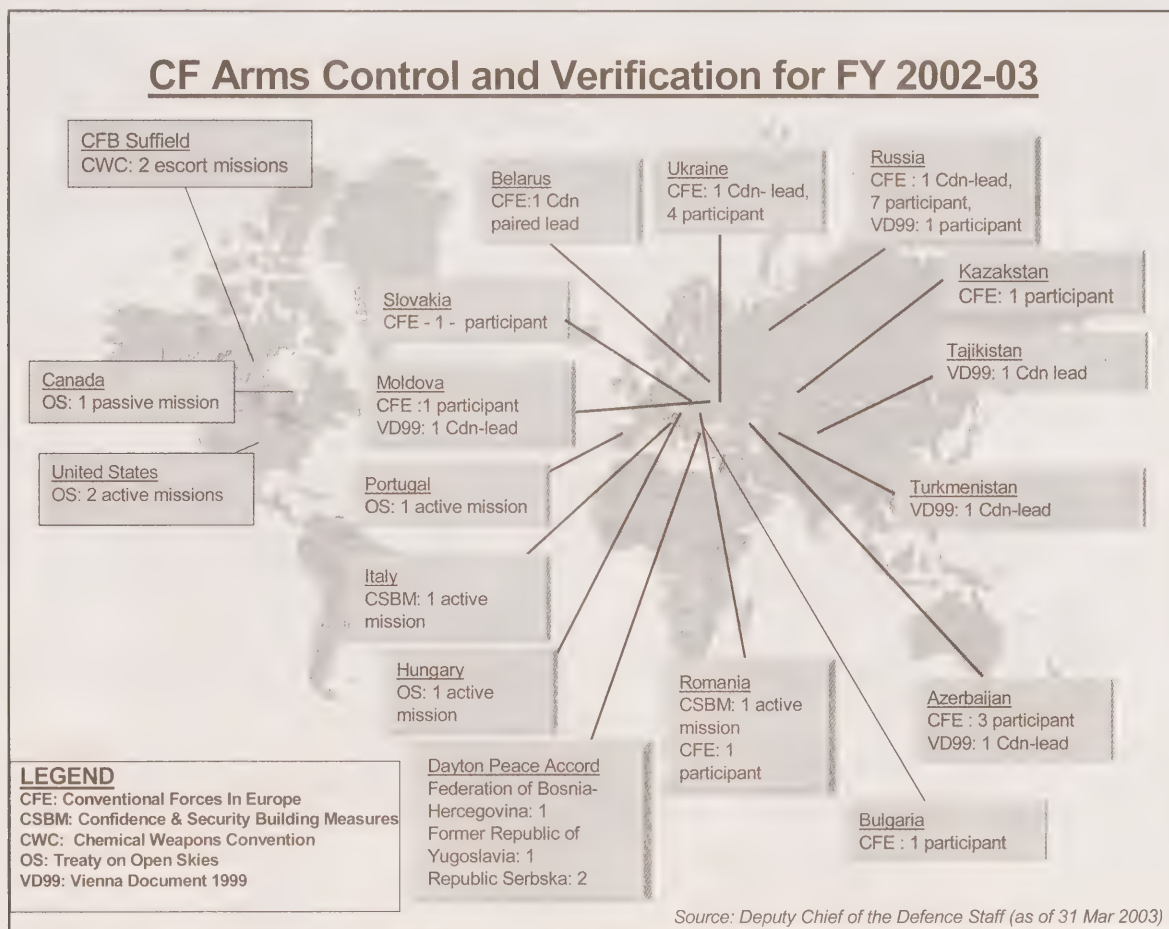 CF Arms Control and Verification for FY 2002-03
CFB Suffield
CWC: 2 escort missions
Belarus
CFE:1 Cdn
paired lead
Ukraine
CFE: 1 Cdn- lead,
4 participant
Russia
CFE : 1 Cdn-lead,
7 participant,
VD99: 1 participant
Kazakstan
CFE: 1 participant
Slovakia
CFE - 1 - participant
Tajikistan
VD99: 1 Cdn lead
Canada
OS: 1 passive mission
Moldova
CFE :1 participant
VD99: 1 Cdn-lead
United States
OS: 2 active missions
Portugal
OS: 1 active mission
Turkmenistan
VD99: 1 Cdn-lead
Italy
CSBM: 1 active
mission
Hungary
OS: 1 active
mission
Romania
CSBM: 1 active
mission
CFE: 1
participant
Azerbaijan
CFE : 3 participant
VD99: 1 Cdn-lead
Dayton Peace Accord
Federation of Bosnia-
Hercegovina: 1
Former Republic of
Yugoslavia: 1
Republic Serbska: 2
Bulgaria
CFE : 1 participant
LEGEND
CFE: Conventional Forces In Europe
CSBM: Confidence & Security Building Measures
CWC: Chemical Weapons Convention
OS: Treaty on Open Skies
VD99: Vienna Document 1999
Source: Deputy Chief of the Defence Staff (as of 31 Mar 2003)